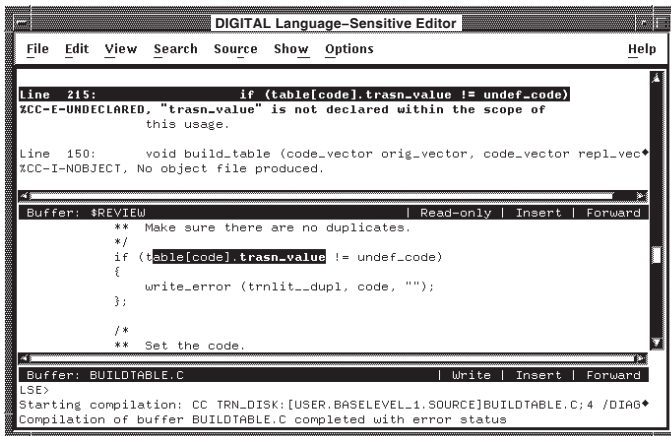 DIGITAL Language-Sensitive Editor
File Edit View Search Source Show Options Help
Line 215: if (table[code].trasn_value != undef_code)
%CC-E-UNDECLARED, "trasn_value" is not declared within the scope of
this usage.
Line 150: void build_table (code_vector orig_vector, code_vector repl_vec
%CC-I-NOBJECT, No object file produced.
Buffer: $REVIEW | Read-only | Insert | Forward
** Make sure there are no duplicates.
*/
if (table[code].trasn_value != undef_code)
{
write_error (trnlit__dupl, code, "");
};
/*
** Set the code.
Buffer: BUILDTABLE.C | Write | Insert | Forward
LSE>
Starting compilation: CC TRN_DISK:[USER.BASELEVEL_1.SOURCE]BUILDTABLE.C;4 /DIAG
Compilation of buffer BUILDTABLE.C completed with error status